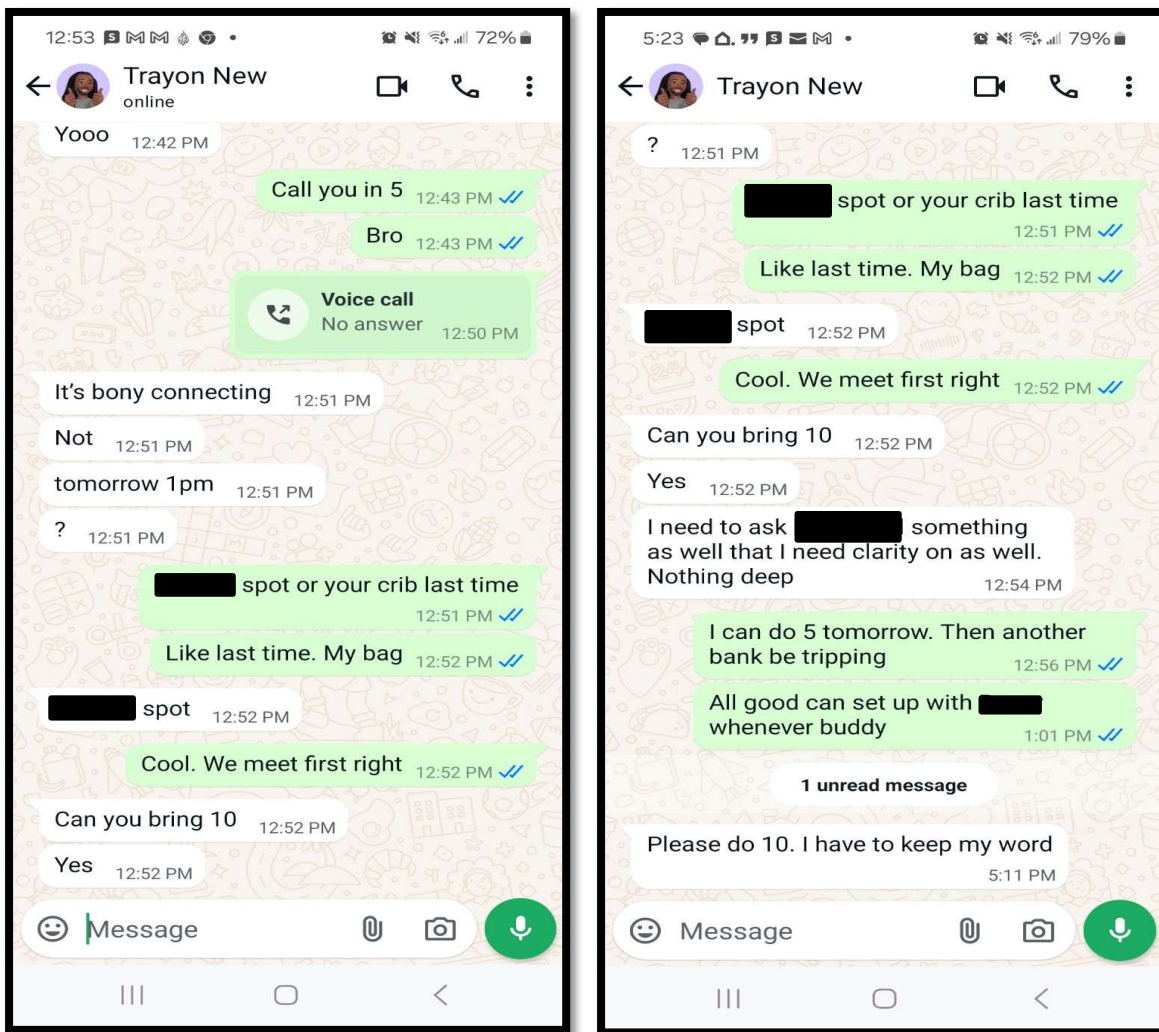 12:53
72%
Trayon New
online
Yooo 12:42 PM
Call you in 5 12:43 PM
Bro 12:43 PM
Voice call
No answer 12:50 PM
It's bony connecting 12:51 PM
Not 12:51 PM
tomorrow 1pm 12:51 PM
? 12:51 PM
spot or your crib last time
12:51 PM
Like last time. My bag 12:52 PM
spot 12:52 PM
Cool. We meet first right 12:52 PM
Can you bring 10 12:52 PM
Yes 12:52 PM
Message
5:23
79%
Trayon New
? 12:51 PM
spot or your crib last time
12:51 PM
Like last time. My bag 12:52 PM
spot 12:52 PM
Cool. We meet first right 12:52 PM
Can you bring 10 12:52 PM
Yes 12:52 PM
I need to ask something
as well that I need clarity on as well.
Nothing deep 12:54 PM
I can do 5 tomorrow. Then another
bank be tripping 12:56 PM
All good can set up with
whenever buddy 1:01 PM
1 unread message
Please do 10. I have to keep my word
5:11 PM
Message